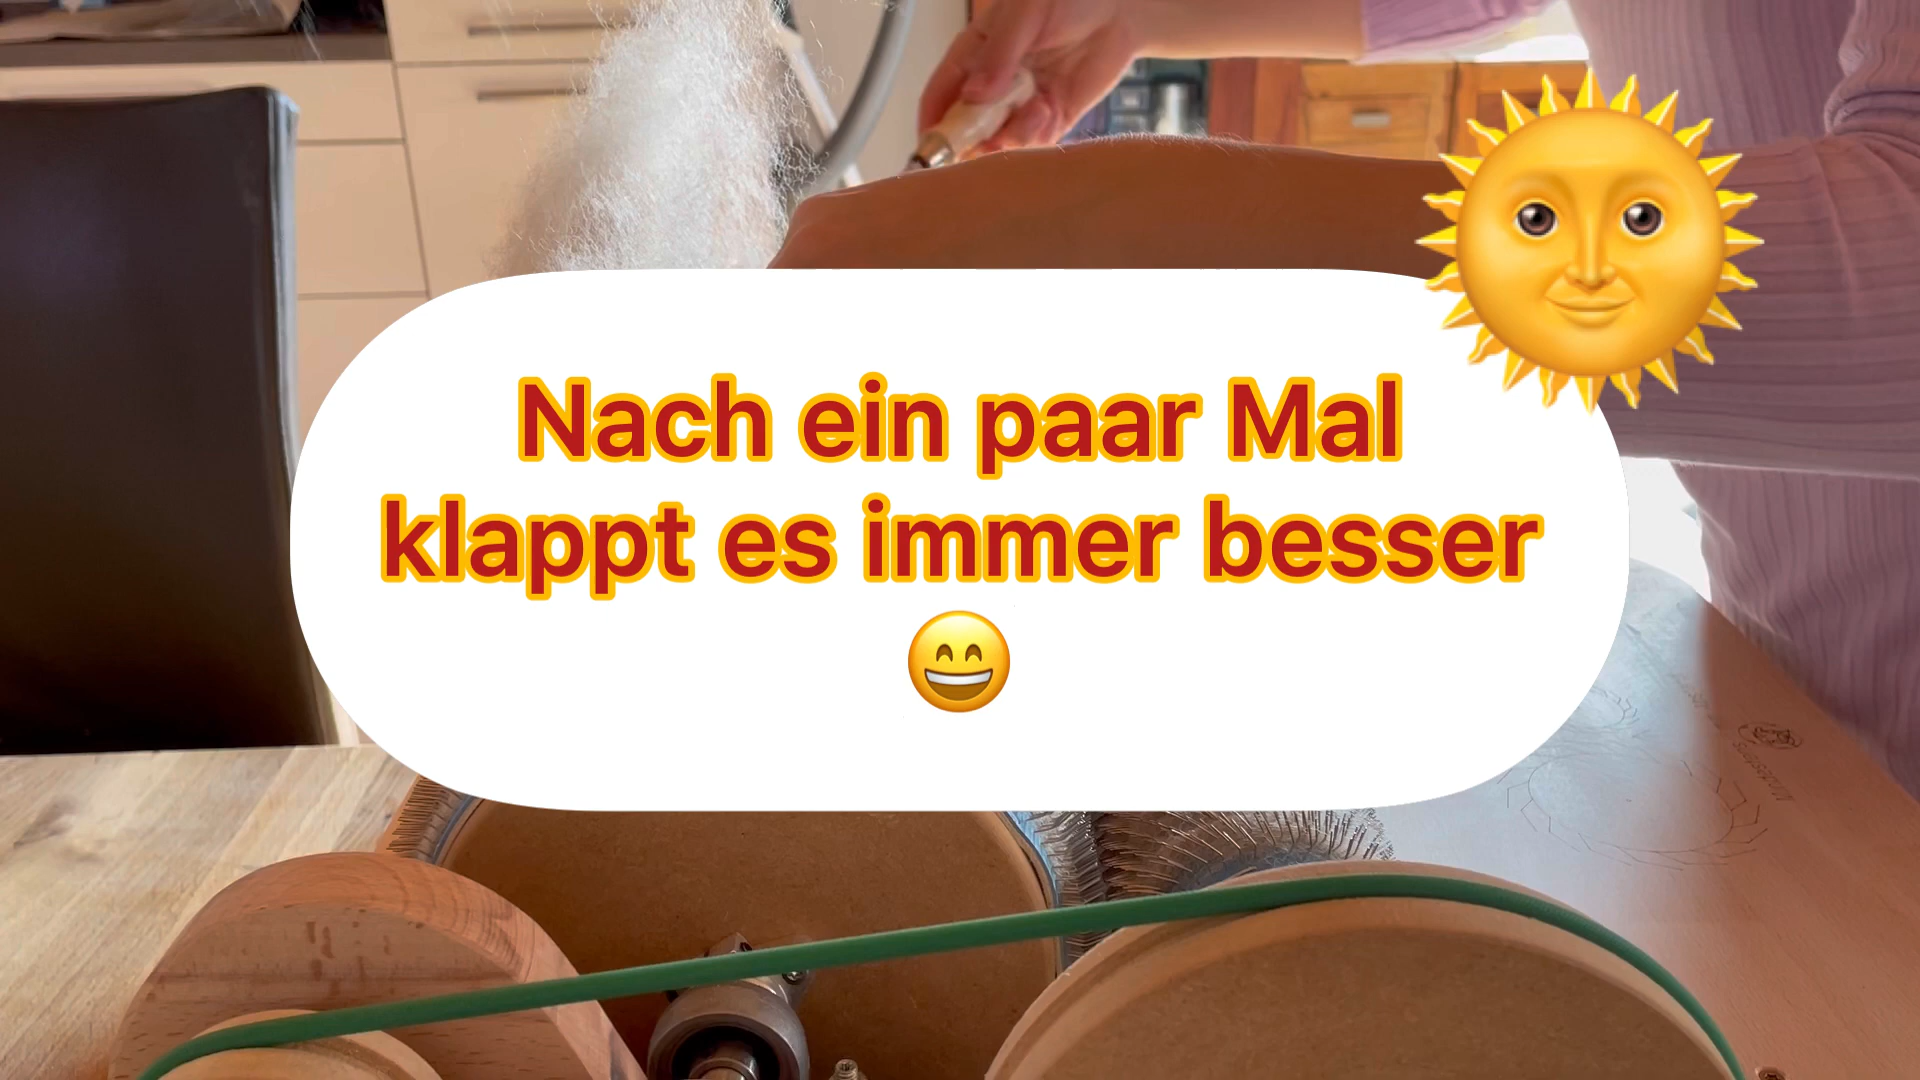 Nach ein paar Mal
klappt es immer besser
😄